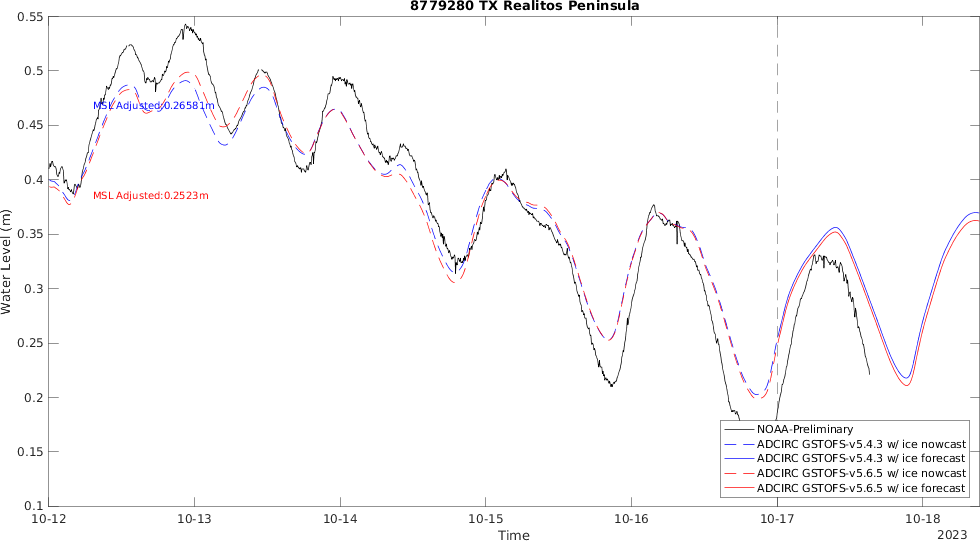 8779280 TX Realitos Peninsula
0.55
0.5
0.45
0.4
0.35
0.3
0.25
0.2
0.15
0.1
Water Level (m)
MSL Adjusted:0.26581m
MSL Adjusted:0.2523m
NOAA-Preliminary
ADCIRC GSTOFS-v5.4.3 w/ ice nowcast
ADCIRC GSTOFS-v5.4.3 w/ ice forecast
ADCIRC GSTOFS-v5.6.5 w/ ice nowcast
ADCIRC GSTOFS-v5.6.5 w/ ice forecast
10-12 10-13 10-14 10-15 10-16 10-17 10-18
Time
2023